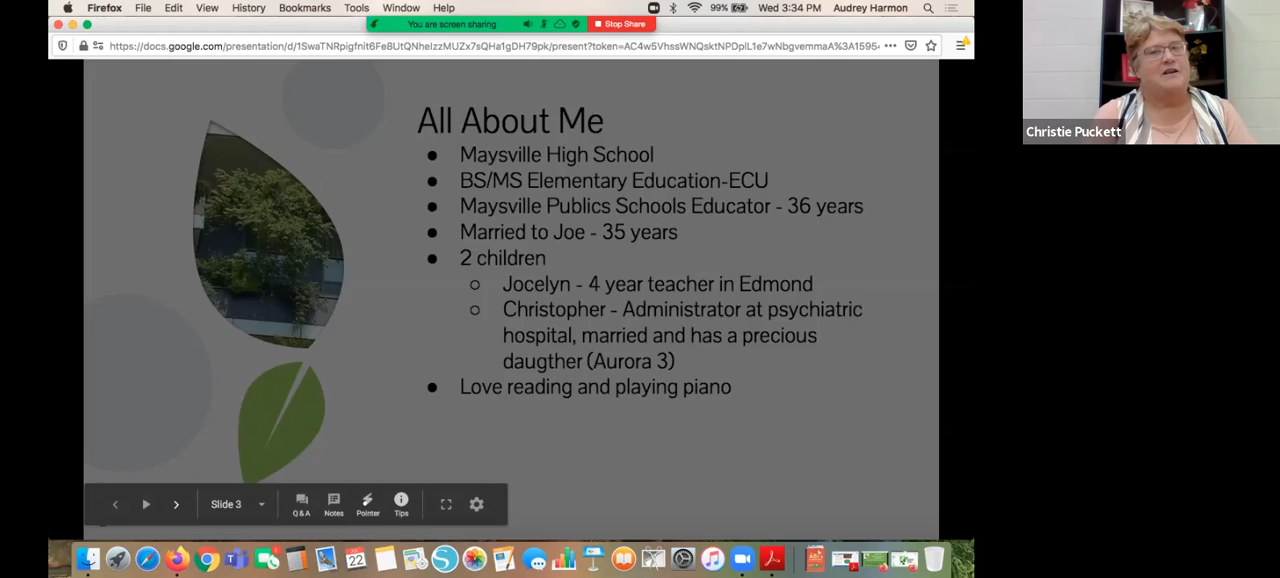 Firefox File Edit View History Bookmarks Tools Window Help 99% Wed 3:34 PM Audrey Harmon
You are screen sharing Stop Share
Christie Puckett
All About Me
● Maysville High School
● BS/MS Elementary Education-ECU
● Maysville Publics Schools Educator - 36 years
● Married to Joe - 35 years
● 2 children
○ Jocelyn - 4 year teacher in Edmond
○ Christopher - Administrator at psychiatric
hospital, married and has a precious
daugther (Aurora 3)
● Love reading and playing piano
Slide 3
Q & A Notes Pointer Tips
22